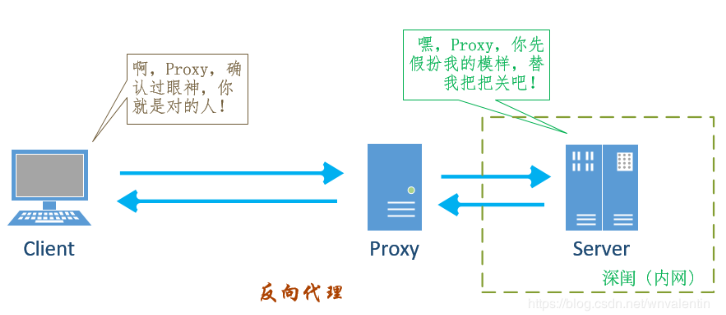 啊，Proxy，确
认过眼神，你
就是对的人！
嘿，Proxy，你先
假扮我的模样，替
我把把关吧！
Client
Proxy
Server
深闺（内网）
反向代理
https://blog.csdn.net/wnvalentin